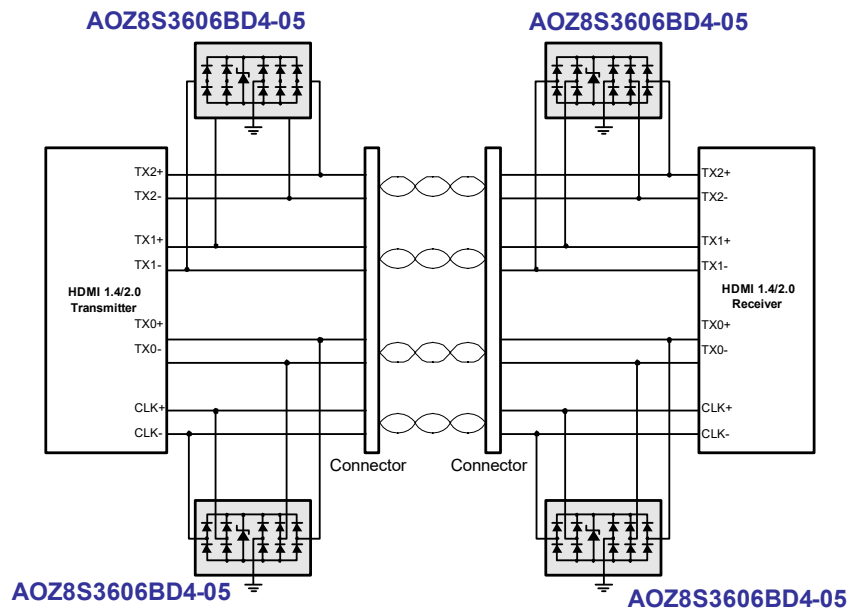 AOZ8S3606BD4-05
AOZ8S3606BD4-05
TX2+
TX2-
TX1+
TX1-
HDMI 1.4/2.0
Transmitter
TX0+
TX0-
CLK+
CLK-
TX2+
TX2-
TX1+
TX1-
HDMI 1.4/2.0
Receiver
TX0+
TX0-
CLK+
CLK-
Connector
Connector
AOZ8S3606BD4-05
AOZ8S3606BD4-05